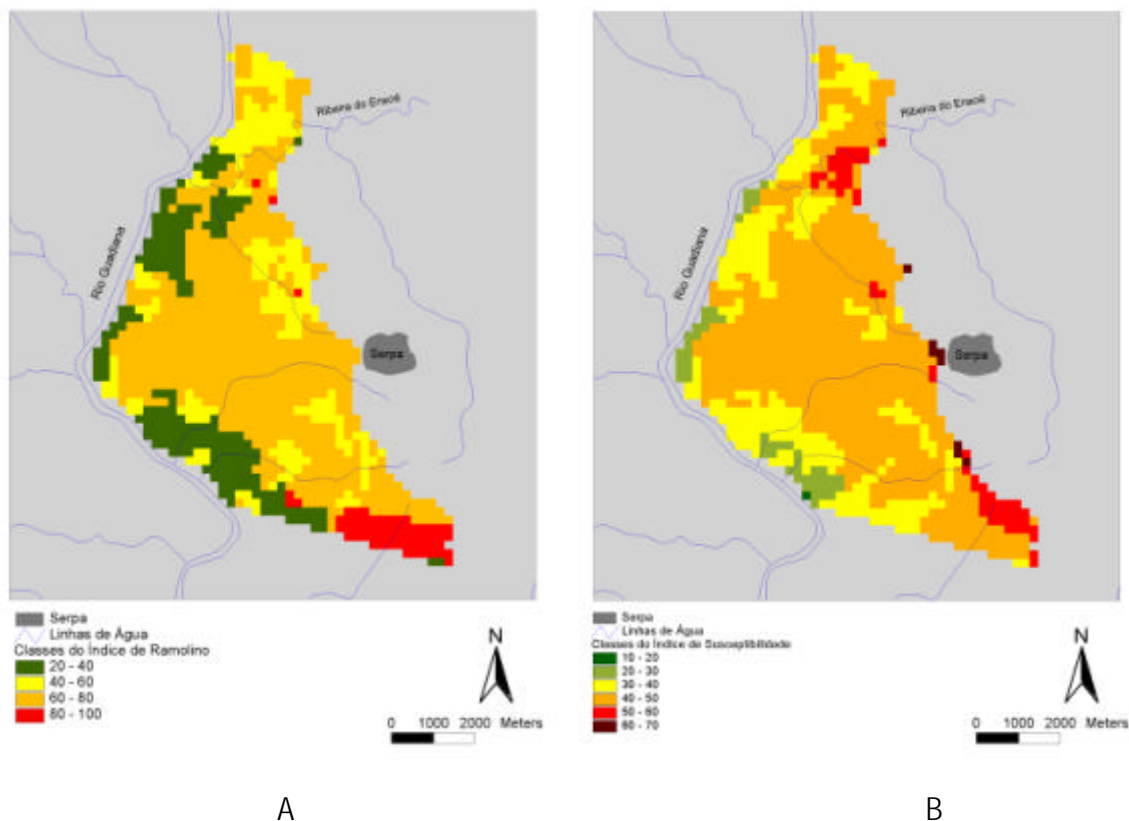 Ribeira do Enxoé
Rio Guadiana
Serpa
Serpa
Linhas de Água
Classes do Índice de Ramolino
20 - 40
40 - 60
60 - 80
80 - 100
N
0 1000 2000 Meters
A
Ribeira do Enxoé
Rio Guadiana
Serpa
Serpa
Linhas de Água
Classes do Índice de Susceptibilidade
10 - 20
20 - 30
30 - 40
40 - 50
50 - 60
60 - 70
N
0 1000 2000 Meters
B